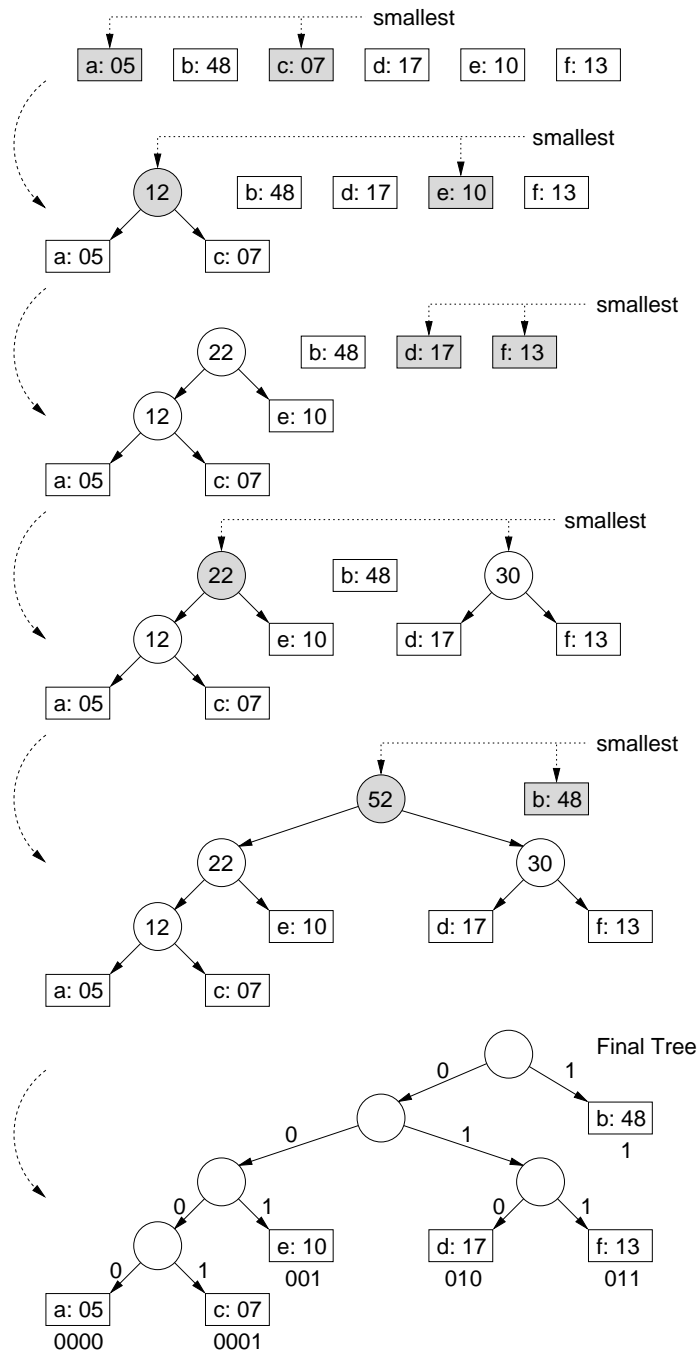 smallest
a: 05 b: 48 c: 07 d: 17 e: 10 f: 13
smallest
12 b: 48 d: 17 e: 10 f: 13
a: 05 c: 07
smallest
22 b: 48 d: 17 f: 13
12 e: 10
a: 05 c: 07
smallest
22 b: 48 30
12 e: 10 d: 17 f: 13
a: 05 c: 07
smallest
52 b: 48
22 30
12 e: 10 d: 17 f: 13
a: 05 c: 07
Final Tree
0 1
b: 48
0 1 1
0 1 0 1
e: 10 d: 17 f: 13
0 1 001 010 011
a: 05 c: 07
0000 0001